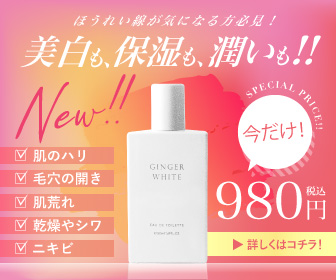 ほうれい線が気になる方必見！
美白も、保湿も、潤いも!!
New!!
SPECIAL PRICE!!
今だけ！
肌のハリ
毛穴の開き
肌荒れ
乾燥やシワ
ニキビ
GINGER
WHITE
EAU DE TOILETTE
980円
税込
▶ 詳しくはコチラ！